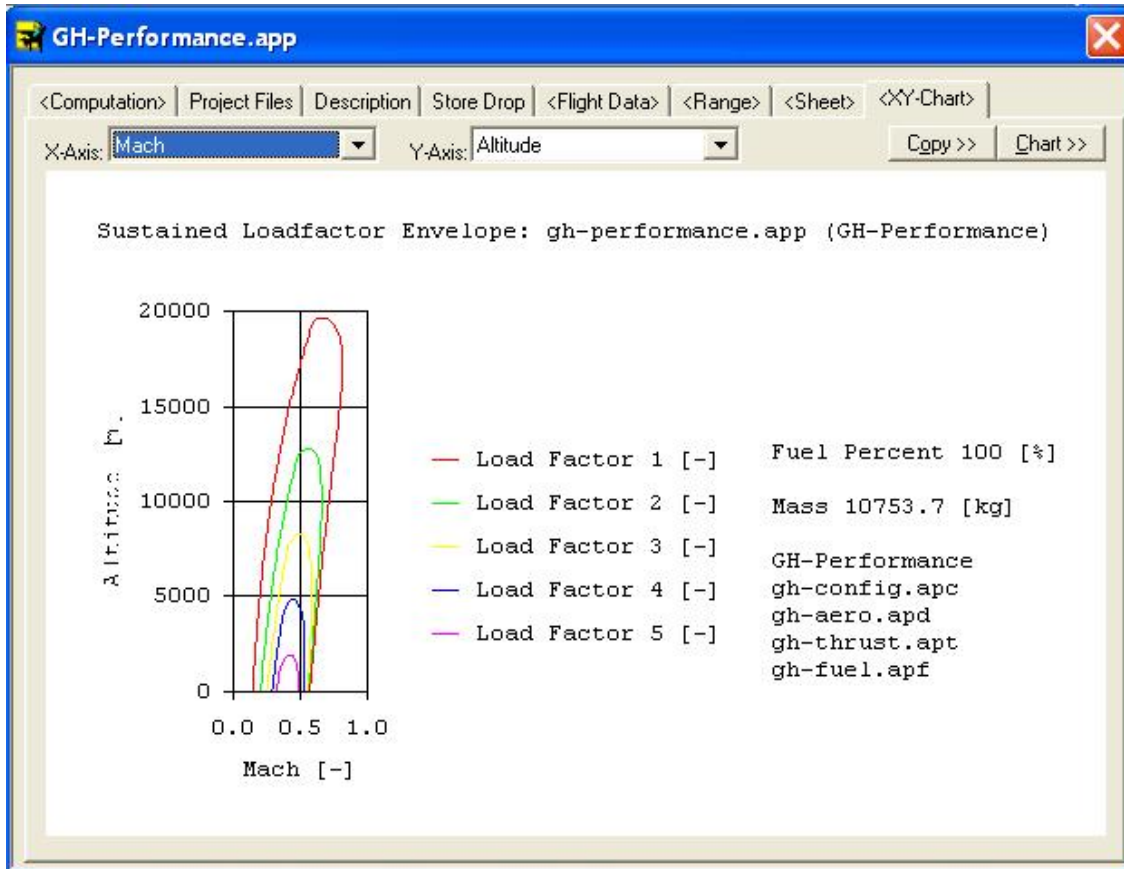 GH-Performance.app
<Computation> Project Files Description Store Drop <Flight Data> <Range> <Sheet> <XY-Chart>
X-Axis: Mach Y-Axis: Altitude Copy >> Chart >>
Sustained Loadfactor Envelope: gh-performance.app (GH-Performance)
20000
15000
10000
5000
0
Altitude m.
0.0 0.5 1.0
Mach [-]
Load Factor 1 [-]
Load Factor 2 [-]
Load Factor 3 [-]
Load Factor 4 [-]
Load Factor 5 [-]
Fuel Percent 100 [%]
Mass 10753.7 [kg]
GH-Performance
gh-config.apc
gh-aero.apd
gh-thrust.apt
gh-fuel.apf